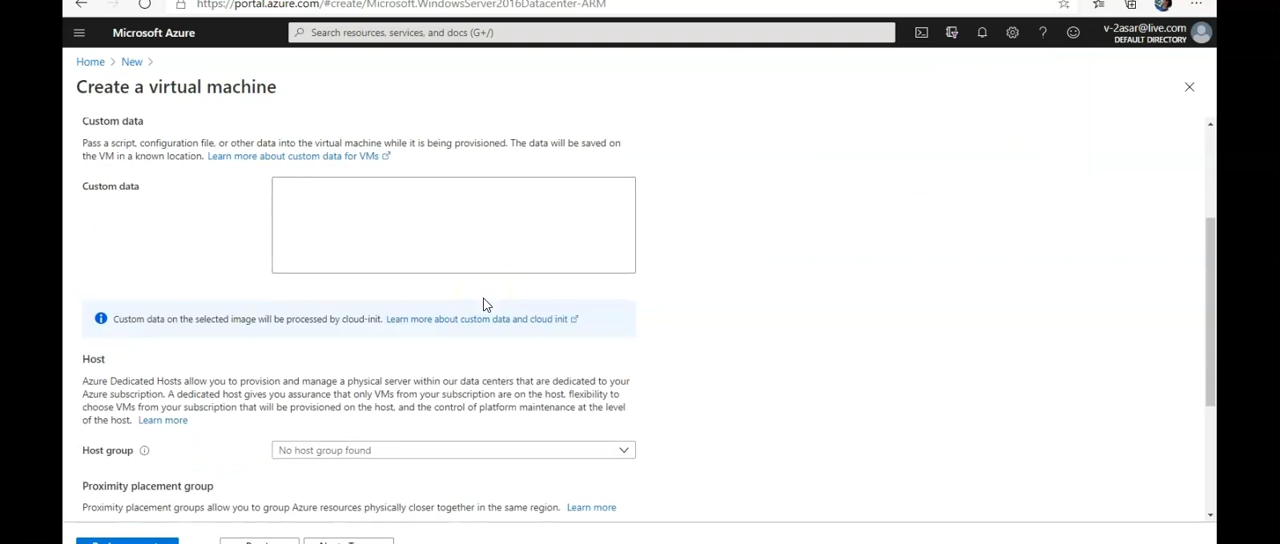 https://portal.azure.com/#create/Microsoft.WindowsServer2016Datacenter-ARM
Microsoft Azure
Search resources, services, and docs (G+/)
v-2asar@live.com
DEFAULT DIRECTORY
Home > New >
Create a virtual machine
Custom data
Pass a script, configuration file, or other data into the virtual machine while it is being provisioned. The data will be saved on
the VM in a known location. Learn more about custom data for VMs
Custom data
Custom data on the selected image will be processed by cloud-init. Learn more about custom data and cloud init
Host
Azure Dedicated Hosts allow you to provision and manage a physical server within our data centers that are dedicated to your
Azure subscription. A dedicated host gives you assurance that only VMs from your subscription are on the host, flexibility to
choose VMs from your subscription that will be provisioned on the host, and the control of platform maintenance at the level
of the host. Learn more
Host group
No host group found
Proximity placement group
Proximity placement groups allow you to group Azure resources physically closer together in the same region. Learn more